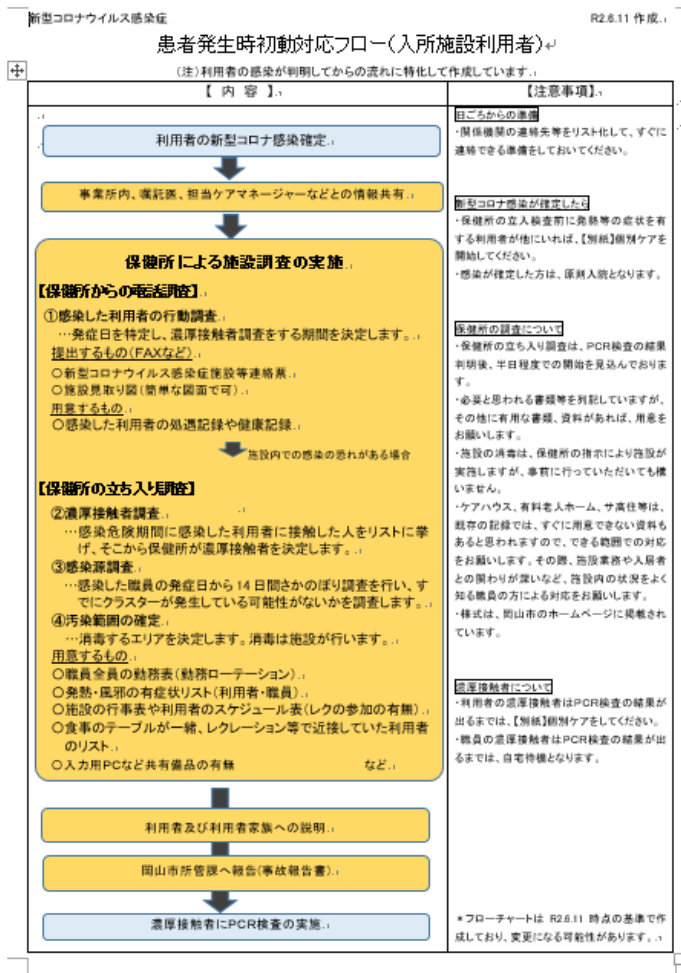 新型コロナウイルス感染症
R2.6.11 作成
患者発生時初動対応フロー(入所施設利用者)
(注)利用者の感染が判明してからの流れに特化して作成しています
【 内 容 】
利用者の新型コロナ感染確定
事業所内、嘱託医、担当ケアマネージャーなどとの情報共有
保健所による施設調査の実施
【保健所からの電話調査】
①感染した利用者の行動調査
…発症日を特定し、濃厚接触者調査をする期間を決定します。
提出するもの(FAXなど)
○新型コロナウイルス感染症施設等連絡票
○施設見取り図(簡単な図面で可)
用意するもの
○感染した利用者の処遇記録や健康記録
施設内での感染の恐れがある場合
【保健所の立ち入り調査】
②濃厚接触者調査
…感染危険期間に感染した利用者に接触した人をリストに挙
げ、そこから保健所が濃厚接触者を決定します。
③感染源調査
…感染した職員の発症日から14日間さかのぼり調査を行い、す
でにクラスターが発生している可能性がないかを調査します。
④汚染範囲の確定
…消毒するエリアを決定します。消毒は施設が行います。
用意するもの
○職員全員の勤務表(勤務ローテーション)
○発熱・風邪の有症状リスト(利用者・職員)
○施設の行事表や利用者のスケジュール表(レクの参加の有無)
○食事のテーブルが一緒、レクレーション等で近接していた利用者
のリスト
○入力用PCなど共有備品の有無 など
利用者及び利用者家族への説明
岡山市所管課へ報告(事故報告書)
濃厚接触者にPCR検査の実施
【注意事項】
日ごろからの準備
・関係機関の連絡先等をリスト化して、すぐに
連絡できる準備をしておいてください。
新型コロナ感染が確定したら
・保健所の立入検査前に発熱等の症状を有
する利用者が他にいれば、【別紙】個別ケアを
開始してください。
・感染が確定した方は、原則入院となります。
保健所の調査について
・保健所の立ち入り調査は、PCR検査の結果
判明後、半日程度での開始を見込んでおりま
す。
・必要と思われる書類等を列記していますが、
その他に有用な書類、資料があれば、用意を
お願いします。
・施設の消毒は、保健所の指示により施設が
実施しますが、事前に行っていただいても構
いません。
・ケアハウス、有料老人ホーム、サ高住等は、
既存の記録では、すぐに用意できない資料も
あると思われますので、できる範囲での対応
をお願いします。その際、施設業務や入居者
との関わりが深いなど、施設内の状況をよく
知る職員の方による対応をお願いします。
・様式は、岡山市のホームページに掲載され
ています。
濃厚接触者について
・利用者の濃厚接触者はPCR検査の結果が
出るまでは、【別紙】個別ケアをしてください。
・職員の濃厚接触者はPCR検査の結果が出
るまでは、自宅待機となります。
＊フローチャートは R2.6.11 時点の基準で作
成しており、変更になる可能性があります。